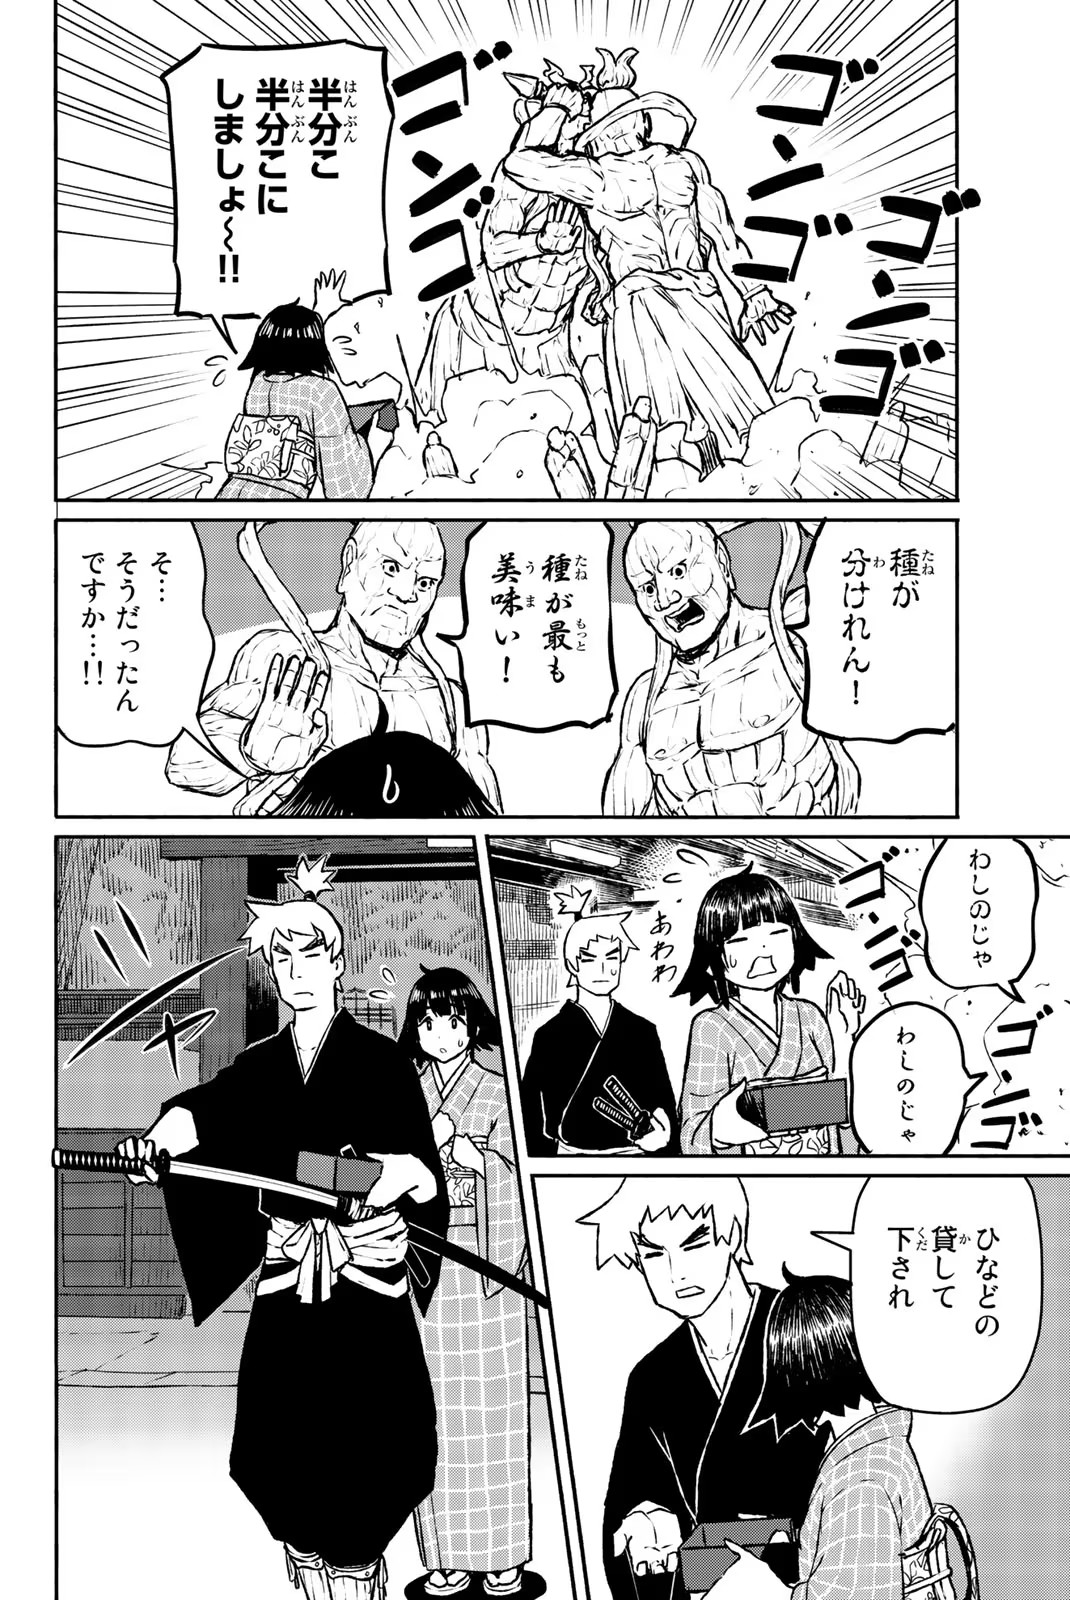 ゴゴゴ
ゴンゴ
半分こ
半分こに
しましょ～!!
ゴンゴ
種が
分けれん！
種が最も
美味い！
そ…
そうだったん
ですか…!!
わしのじゃ
わしのじゃ
ゴゴゴ
ゴンゴ
あわわ
ひなどの
貸して
下され